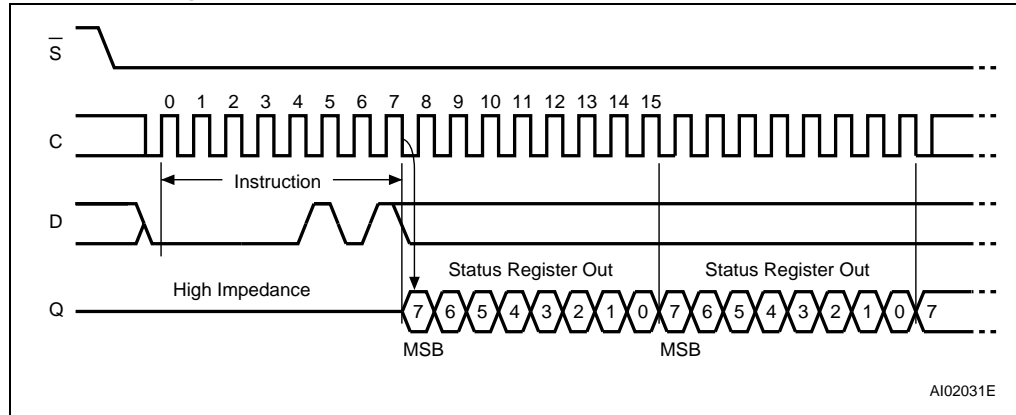 S
0 1 2 3 4 5 6 7 8 9 10 11 12 13 14 15
C
Instruction
D
Status Register Out Status Register Out
High Impedance
Q 7 6 5 4 3 2 1 0 7 6 5 4 3 2 1 0 7
MSB MSB
AI02031E